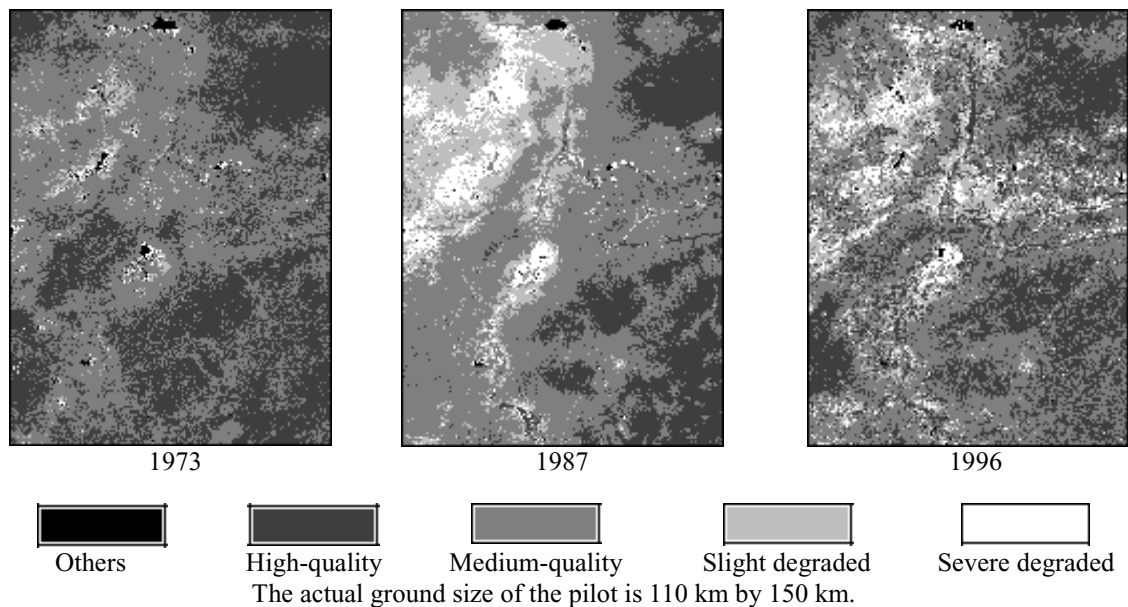 1973 1987 1996
Others High-quality Medium-quality Slight degraded Severe degraded
The actual ground size of the pilot is 110 km by 150 km.